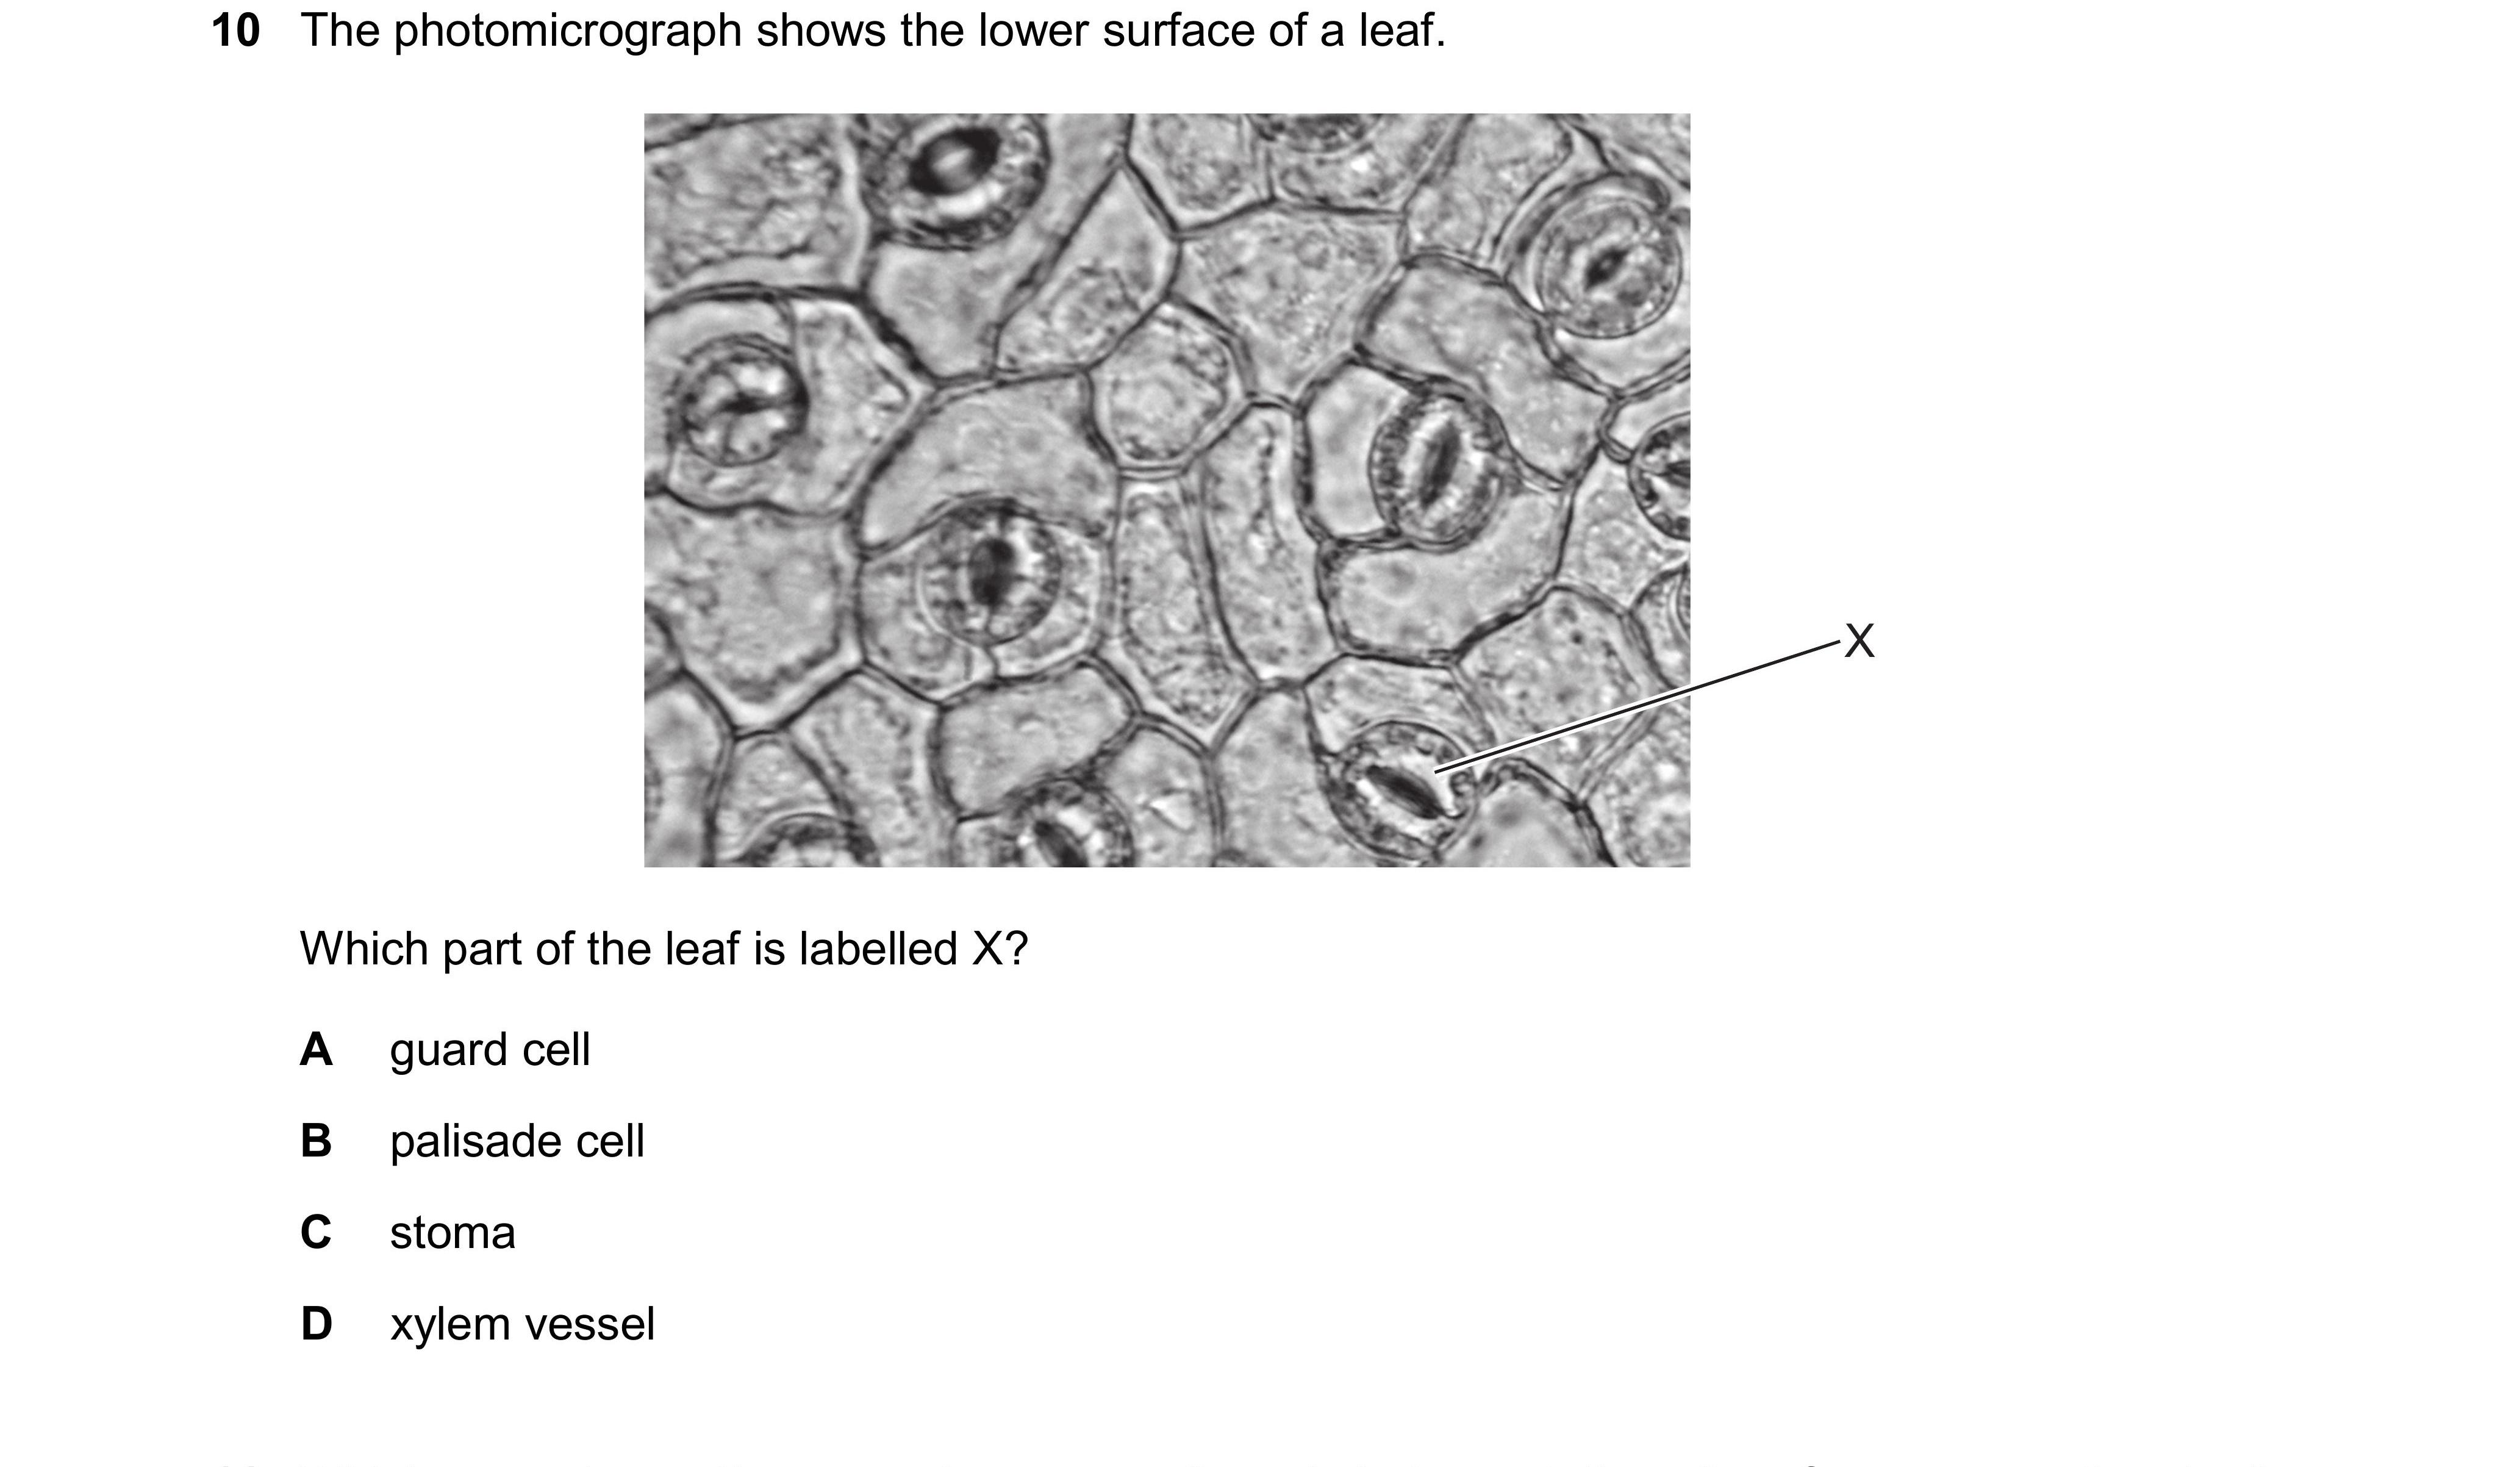 10 The photomicrograph shows the lower surface of a leaf.
X
Which part of the leaf is labelled X?
A guard cell
B palisade cell
C stoma
D xylem vessel